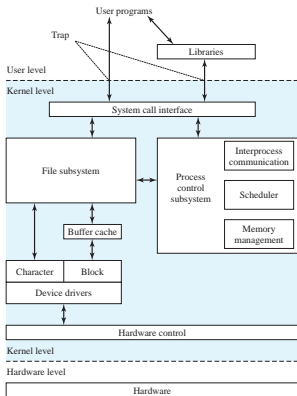 User programs
Trap
Libraries
User level
Kernel level
System call interface
File subsystem
Process
control
subsystem
Interprocess
communication
Scheduler
Memory
management
Buffer cache
Character
Block
Device drivers
Hardware control
Kernel level
Hardware level
Hardware